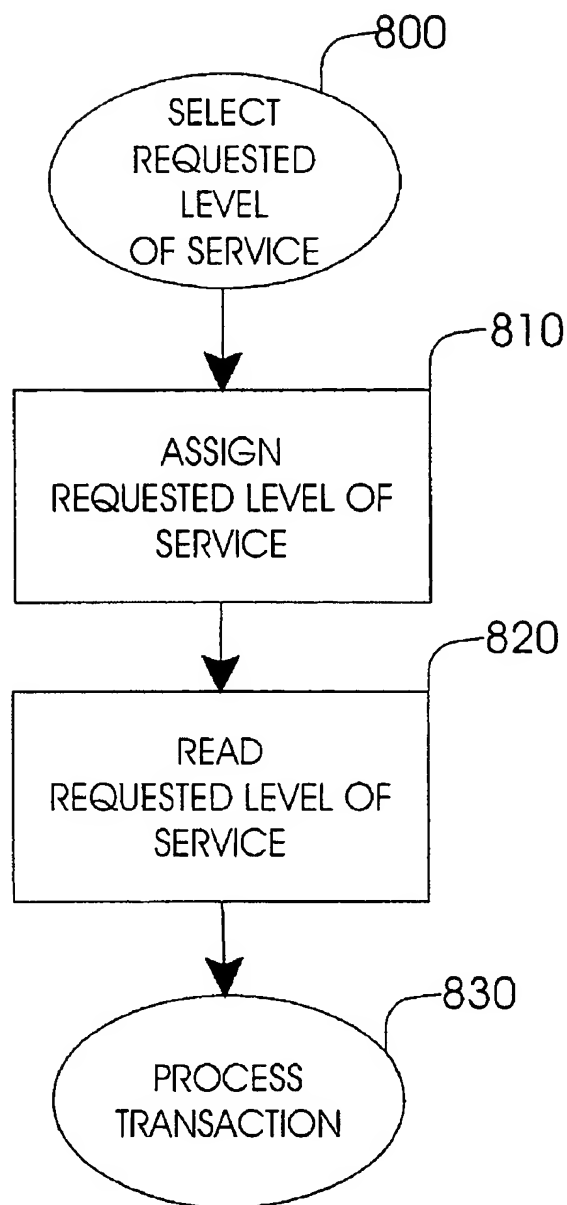 800
SELECT
REQUESTED
LEVEL
OF SERVICE
810
ASSIGN
REQUESTED LEVEL OF
SERVICE
820
READ
REQUESTED LEVEL OF
SERVICE
830
PROCESS
TRANSACTION